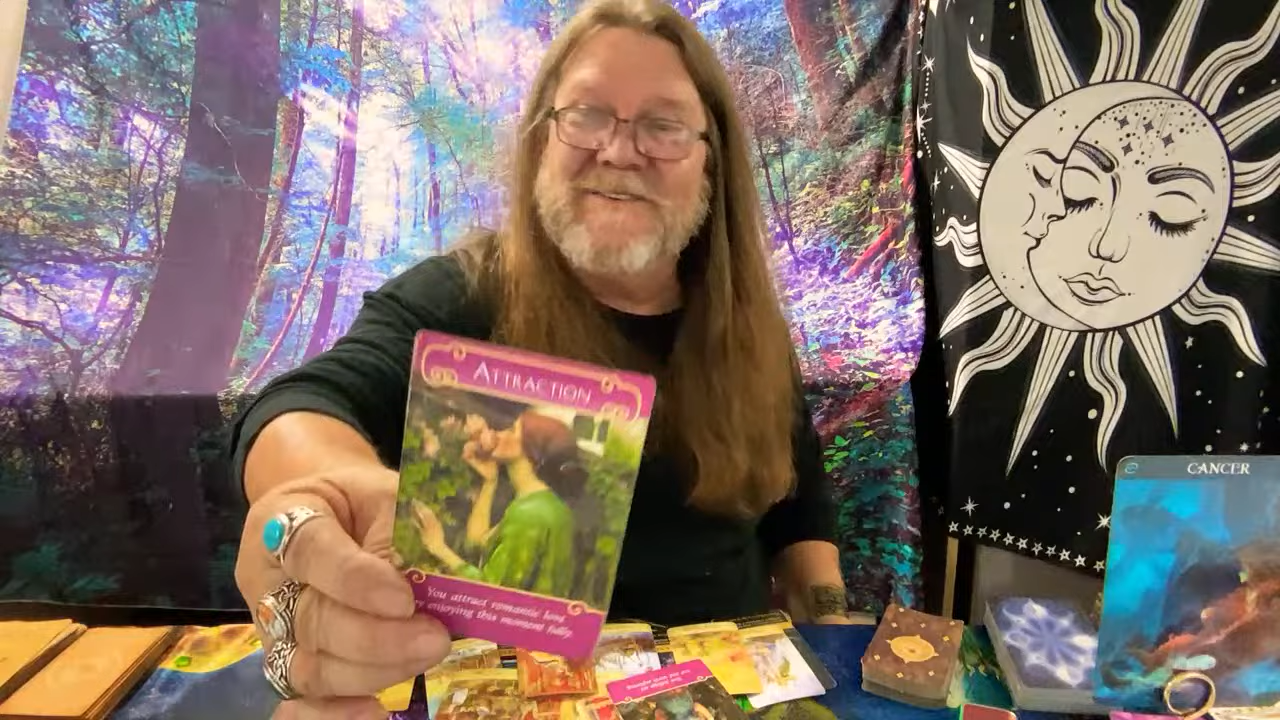 ATTRACTION
You attract romantic love
by enjoying this moment fully.
CANCER